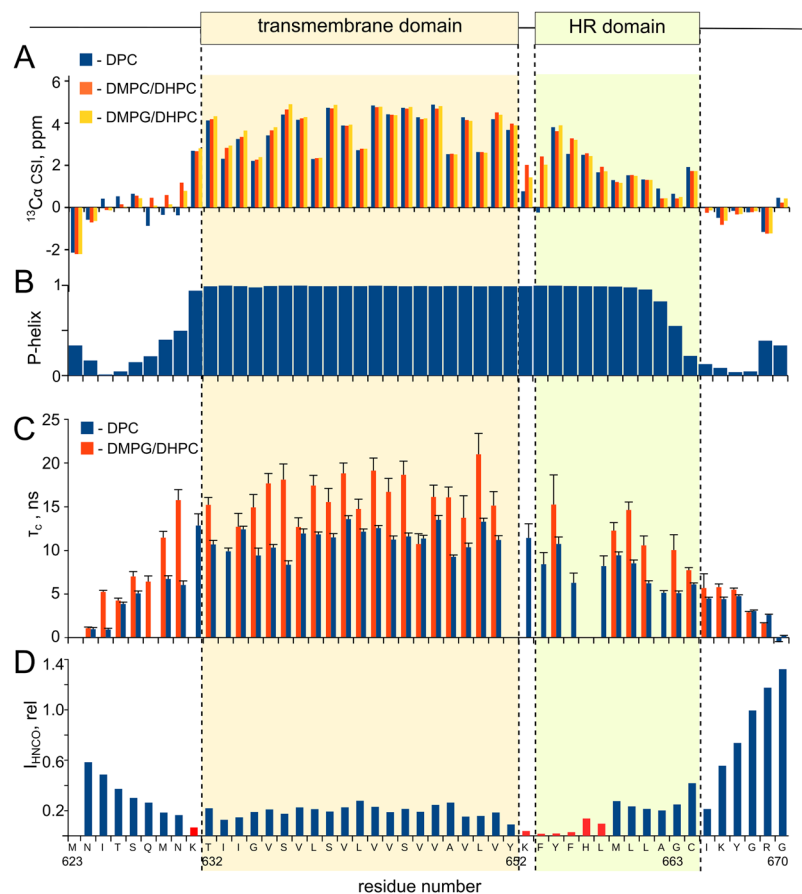 transmembrane domain HR domain
A
- DPC
- DMPC/DHPC
- DMPG/DHPC
¹³Cα CSI, ppm
6
4
2
0
-2
B
P-helix
1
0
C
- DPC
- DMPG/DHPC
τc , ns
25
20
15
10
5
0
D
I HNCO, rel
1.4
1.0
0.6
0.2
M N I T S Q M N K T I I G V S V L S V L V V S V V A V L V Y K F Y F H L M L L A G C I K Y G R G
623 632 652 663 670
residue number